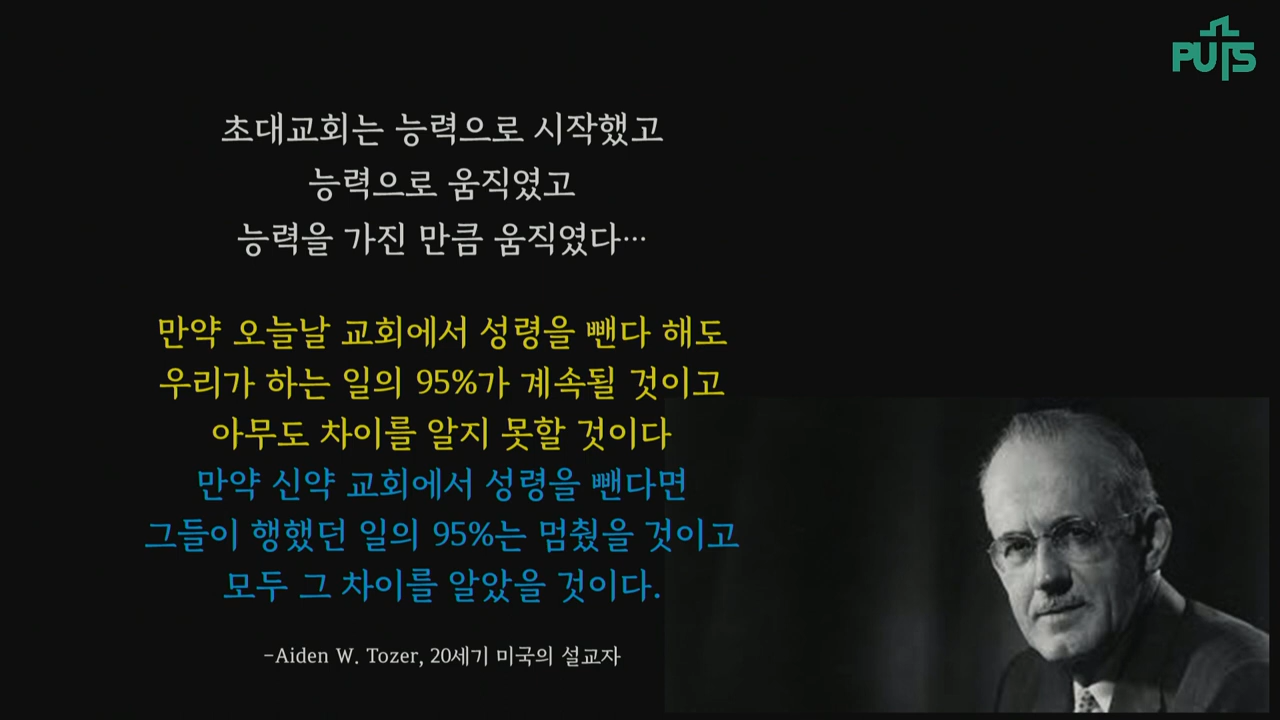 PUTS
초대교회는 능력으로 시작했고
능력으로 움직였고
능력을 가진 만큼 움직였다…
만약 오늘날 교회에서 성령을 뺀다 해도
우리가 하는 일의 95%가 계속될 것이고
아무도 차이를 알지 못할 것이다
만약 신약 교회에서 성령을 뺀다면
그들이 행했던 일의 95%는 멈췄을 것이고
모두 그 차이를 알았을 것이다.
-Aiden W. Tozer, 20세기 미국의 설교자